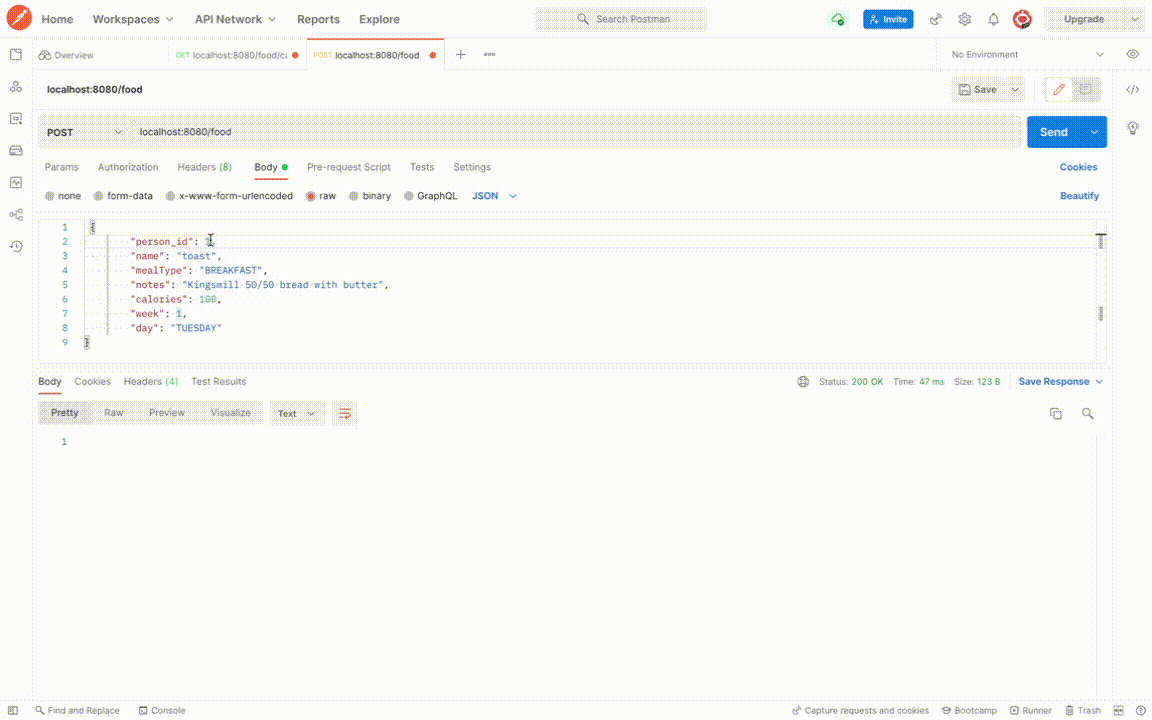 Home Workspaces API Network Reports Explore Search Postman Invite Upgrade
Overview GET localhost:8080/food/c POST localhost:8080/food No Environment
localhost:8080/food Save
POST localhost:8080/food Send
Params Authorization Headers (8) Body Pre-request Script Tests Settings Cookies
none form-data x-www-form-urlencoded raw binary GraphQL JSON Beautify
1 {
2 "person_id": 1,
3 "name": "toast",
4 "mealType": "BREAKFAST",
5 "notes": "Kingsmill 50/50 bread with butter",
6 "calories": 100,
7 "week": 1,
8 "day": "TUESDAY"
9 }
Body Cookies Headers (4) Test Results Status: 200 OK Time: 47 ms Size: 123 B Save Response
Pretty Raw Preview Visualize Text
1
Find and Replace Console Capture requests and cookies Bootcamp Runner Trash